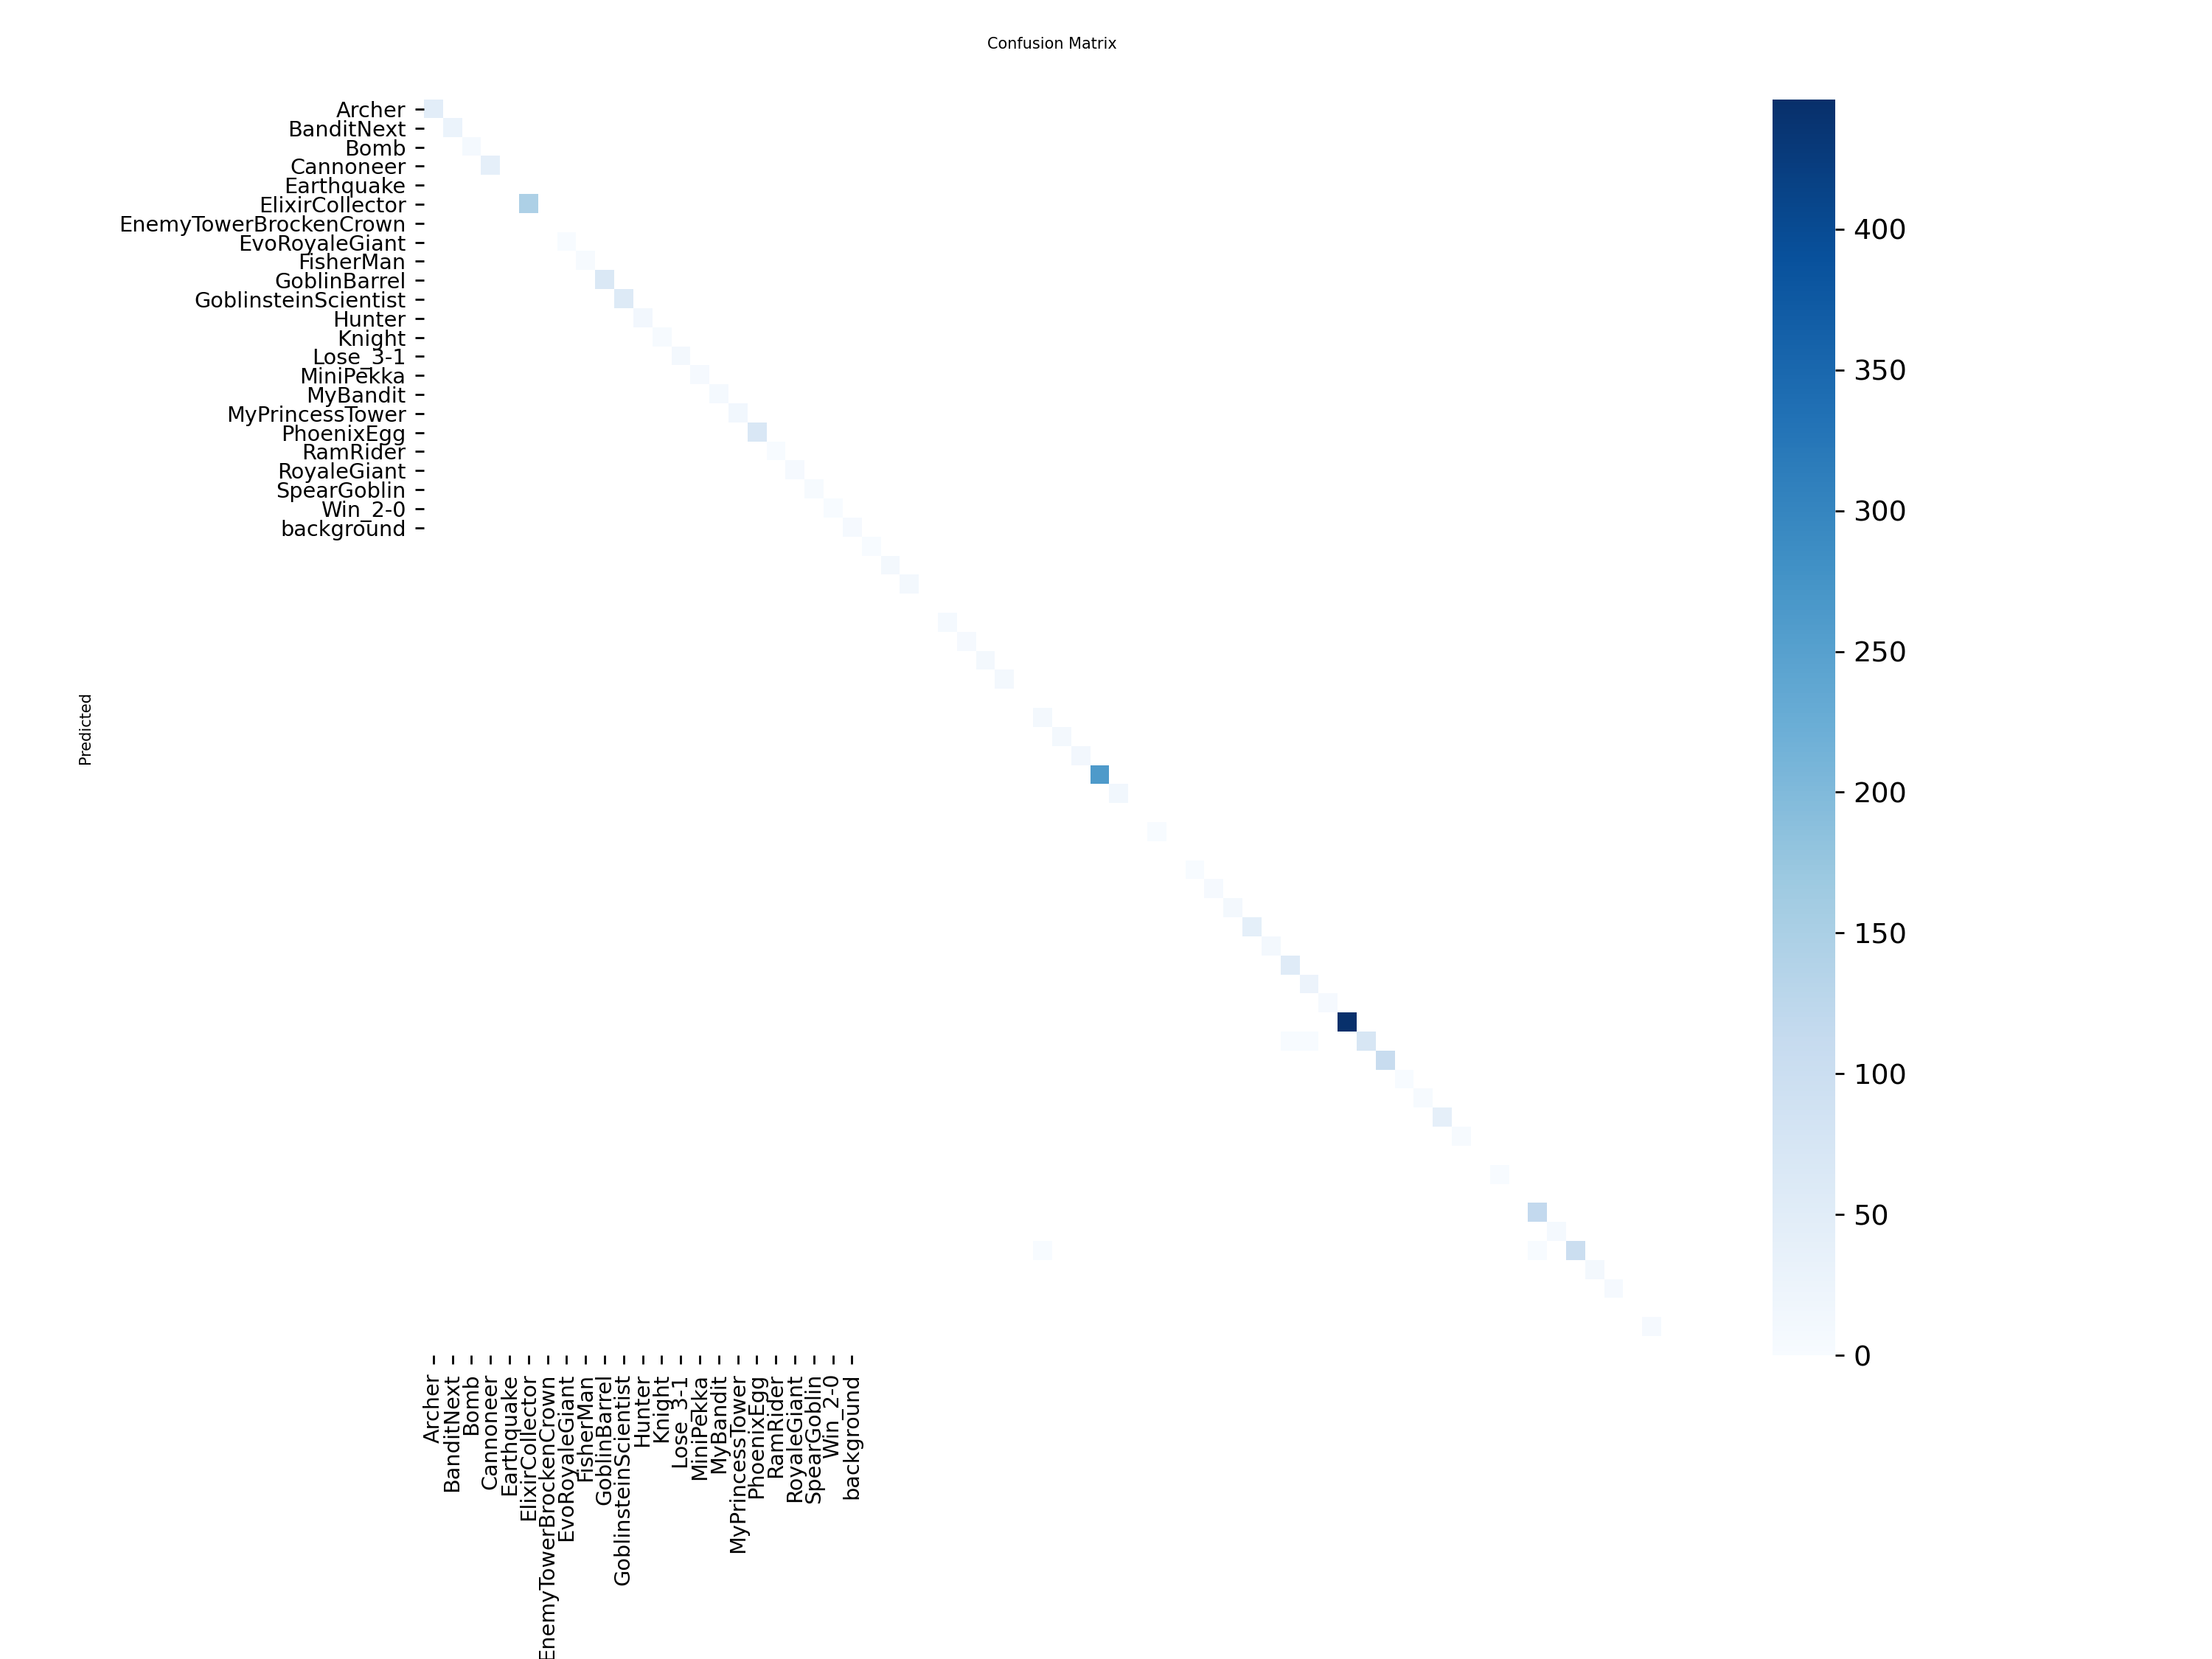 Confusion Matrix
Archer
BanditNext
Bomb
Cannoneer
Earthquake
ElixirCollector
EnemyTowerBrockenCrown
EvoRoyaleGiant
FisherMan
GoblinBarrel
GoblinsteinScientist
Hunter
Knight
Lose_3-1
MiniPekka
MyBandit
MyPrincessTower
PhoenixEgg
RamRider
RoyaleGiant
SpearGoblin
Win_2-0
background
Predicted
400
350
300
250
200
150
100
50
0
Archer
BanditNext
Bomb
Cannoneer
Earthquake
ElixirCollector
EnemyTowerBrockenCrown
EvoRoyaleGiant
FisherMan
GoblinBarrel
GoblinsteinScientist
Hunter
Knight
Lose_3-1
MiniPekka
MyBandit
MyPrincessTower
PhoenixEgg
RamRider
RoyaleGiant
SpearGoblin
Win_2-0
background